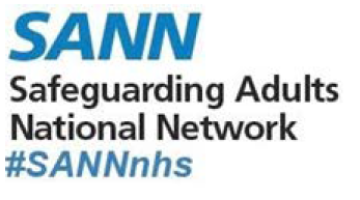 SANN
Safeguarding Adults
National Network
#SANNnhs